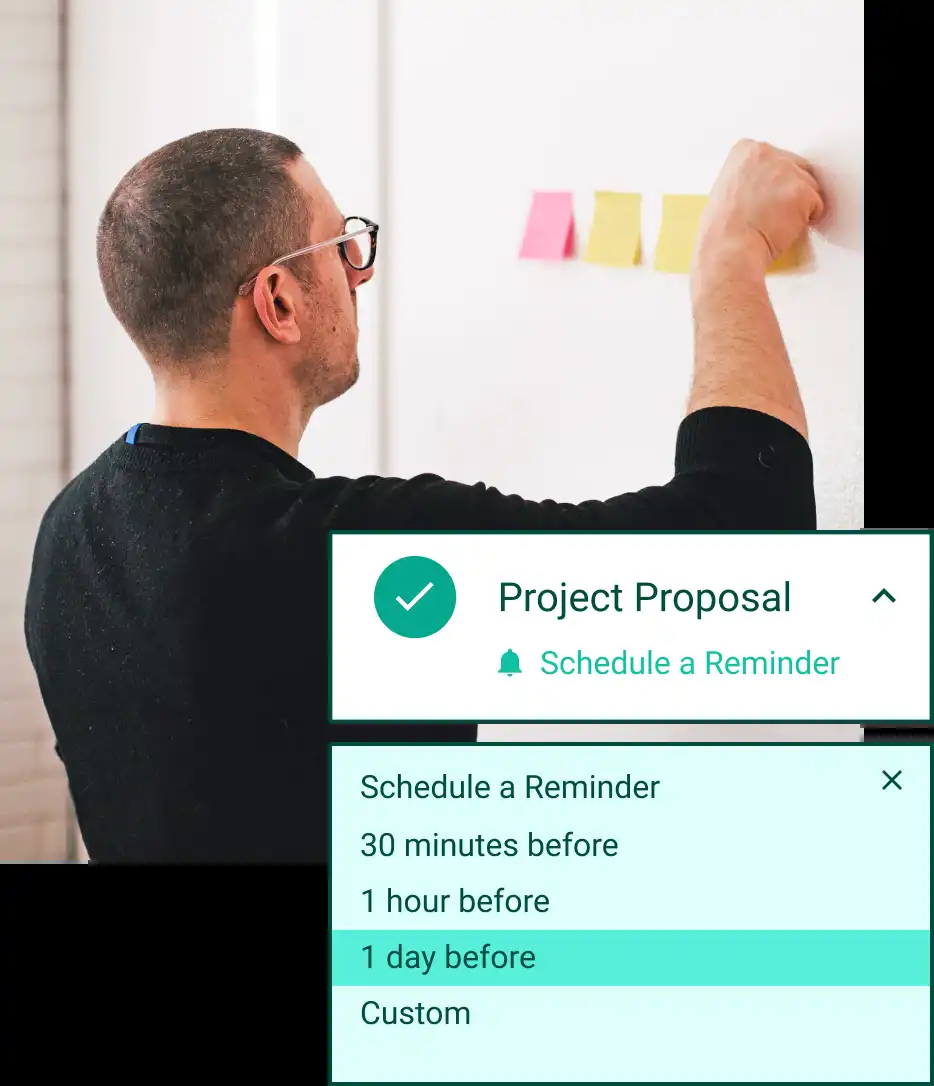 Project Proposal
Schedule a Reminder
Schedule a Reminder
30 minutes before
1 hour before
1 day before
Custom